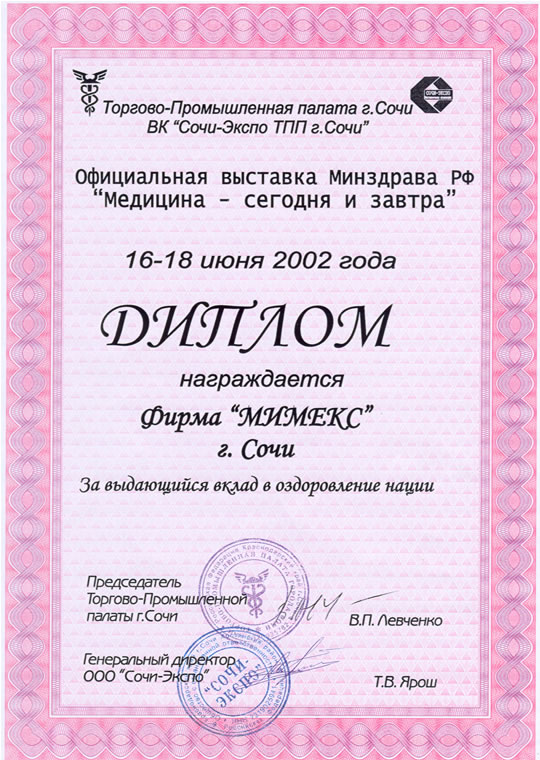 СОЧИ-ЭКСПО
Торгово-Промышленная палата г.Сочи
ВК “Сочи-Экспо ТПП г.Сочи”
Официальная выставка Минздрава РФ
“Медицина - сегодня и завтра”
16-18 июня 2002 года
ДИПЛОМ
награждается
Фирма “МИМЕКС”
г. Сочи
За выдающийся вклад в оздоровление нации
Председатель
Торгово-Промышленной
палаты г.Сочи
В.П. Левченко
Генеральный директор
ООО “Сочи-Экспо”
Т.В. Ярош
“СОЧИ-
ЭКСПО”